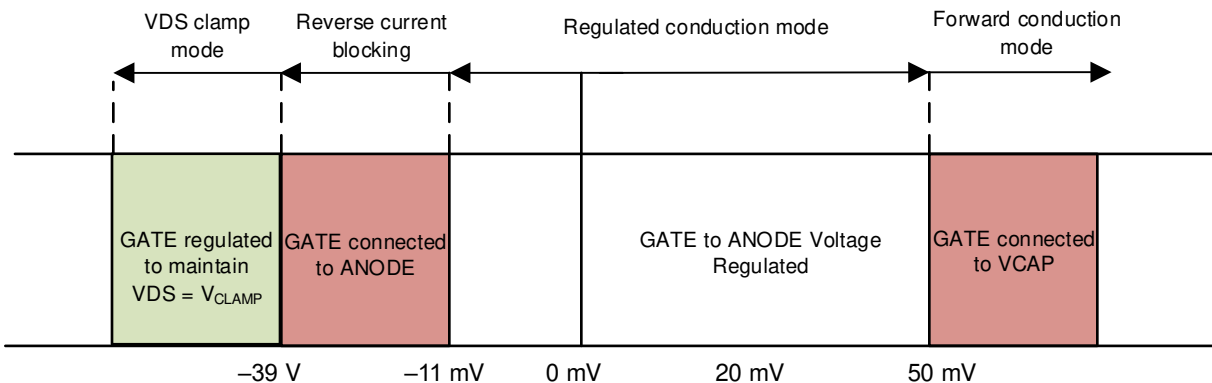 VDS clamp
mode
Reverse current
blocking
Regulated conduction mode
Forward conduction
mode
GATE regulated
to maintain
VDS = VCLAMP
GATE connected
to ANODE
GATE to ANODE Voltage
Regulated
GATE connected
to VCAP
–39 V
–11 mV
0 mV
20 mV
50 mV